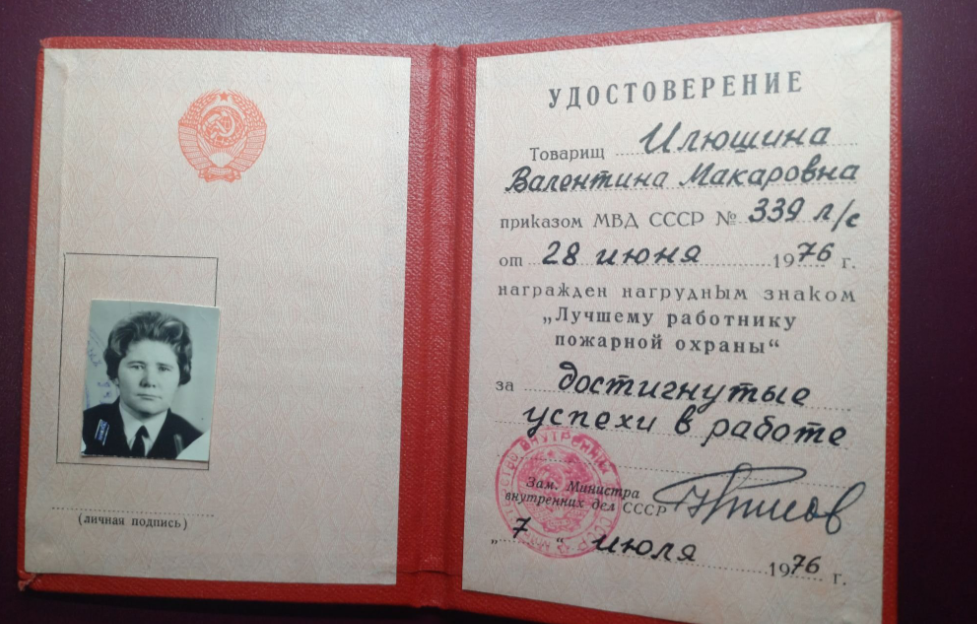 (личная подпись)
УДОСТОВЕРЕНИЕ
Товарищ Илюшина
Валентина Макаровна
приказом МВД СССР № 339 л/с
от 28 июня 1976 г.
награжден нагрудным знаком
„Лучшему работнику
пожарной охраны“
за достигнутые
успехи в работе
Зам. Министра
внутренних дел СССР
„7“ июля 1976 г.